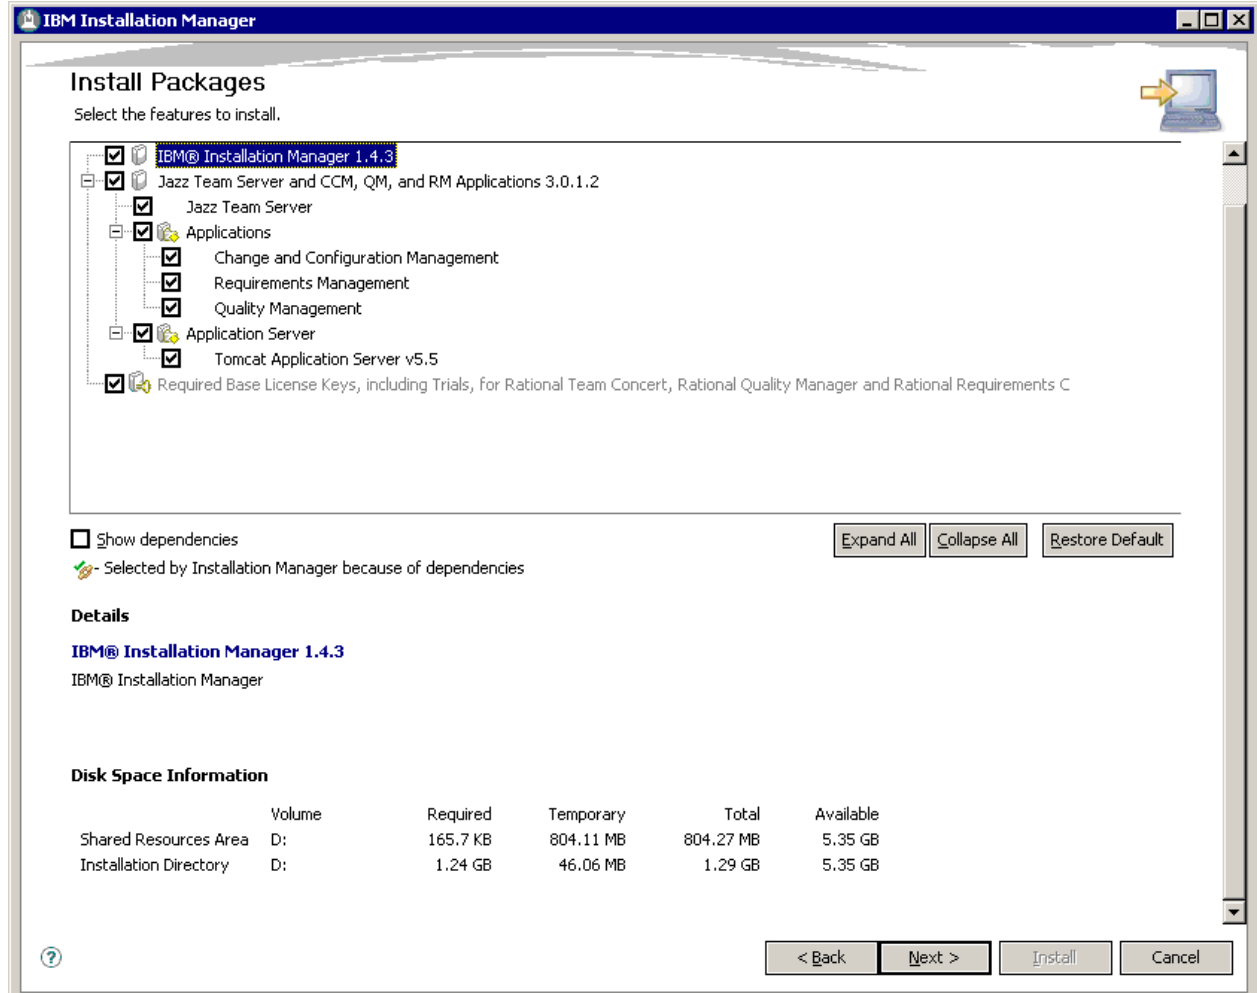 IBM Installation Manager
Install Packages
Select the features to install.
IBM® Installation Manager 1.4.3
Jazz Team Server and CCM, QM, and RM Applications 3.0.1.2
Jazz Team Server
Applications
Change and Configuration Management
Requirements Management
Quality Management
Application Server
Tomcat Application Server v5.5
Required Base License Keys, including Trials, for Rational Team Concert, Rational Quality Manager and Rational Requirements C
Show dependencies Expand All Collapse All Restore Default
- Selected by Installation Manager because of dependencies
Details
IBM® Installation Manager 1.4.3
IBM® Installation Manager
Disk Space Information
Volume Required Temporary Total Available
Shared Resources Area D: 165.7 KB 804.11 MB 804.27 MB 5.35 GB
Installation Directory D: 1.24 GB 46.06 MB 1.29 GB 5.35 GB
? < Back Next > Install Cancel